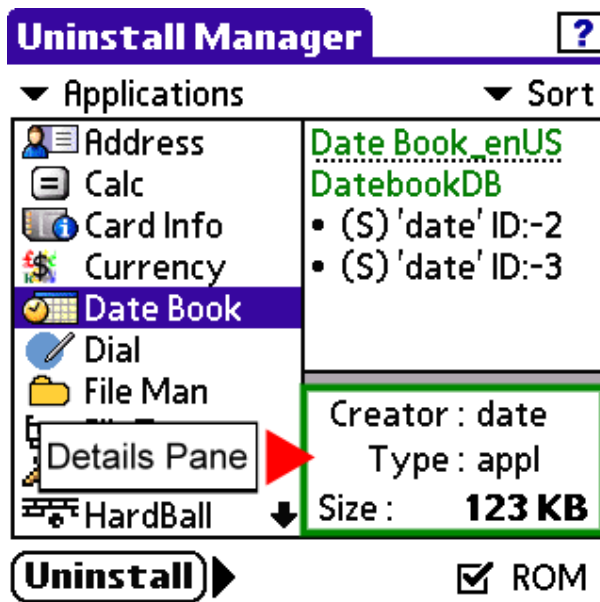 Uninstall Manager ?
Applications Sort
Address
Calc
Card Info
Currency
Date Book
Dial
File Man
HardBall
Date Book_enUS
DatebookDB
• (S) 'date' ID:-2
• (S) 'date' ID:-3
Details Pane
Creator : date
Type : appl
Size : 123 KB
Uninstall ROM